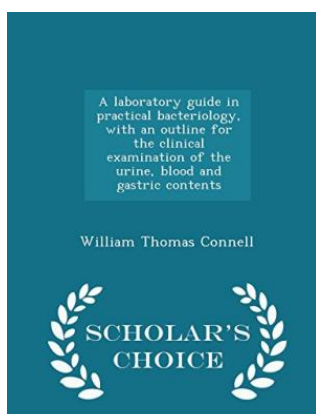 A laboratory guide in
practical bacteriology,
with an outline for
the clinical
examination of the
urine, blood and
gastric contents
William Thomas Connell
SCHOLAR'S
CHOICE